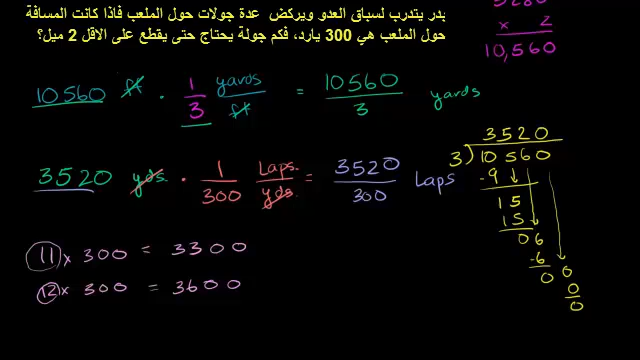 بدر يتدرب لسباق العدو ويركض عدة جولات حول الملعب فاذا كانت المسافة
حول الملعب هي 300 يارد، فكم جولة يحتاج حتى يقطع على الاقل 2 ميل؟
5280
x 2
10,560
10560 ft · 1/3 yards/ft = 10560/3 yards
3520 yds · 1/300 Laps/yds = 3520/300 Laps
3520
3 10560
-9
15
15
06
-6
00
0
0
11 x 300 = 3300
12 x 300 = 3600